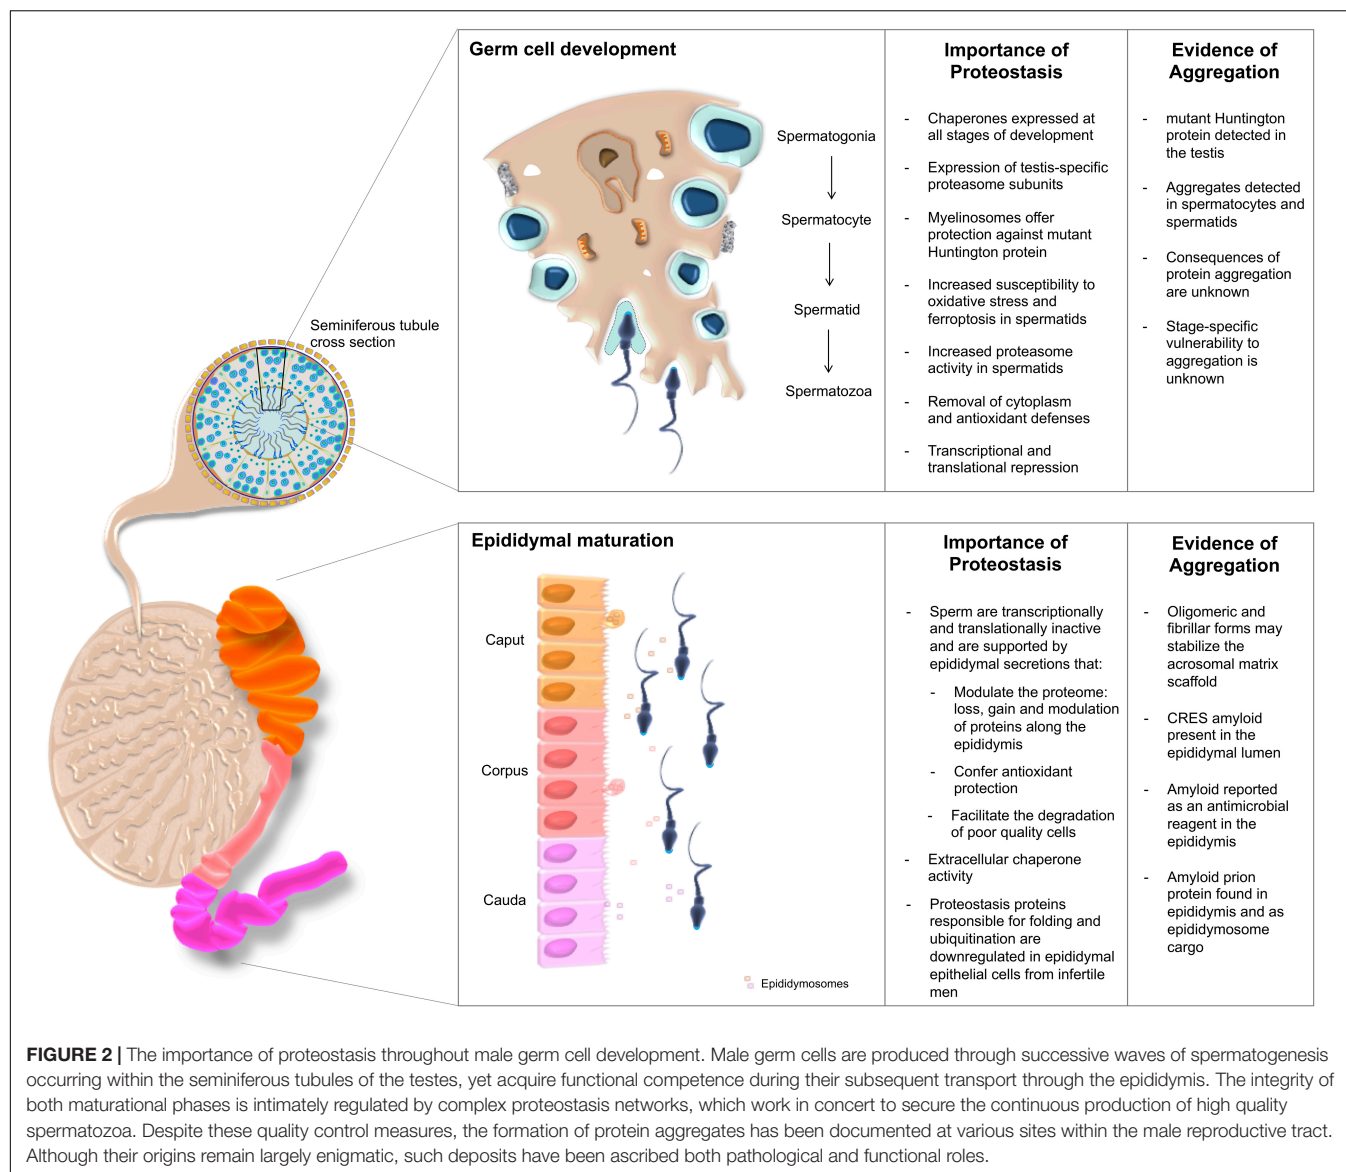 Germ cell development
Spermatogonia
Spermatocyte
Spermatid
Spermatozoa
Seminiferous tubule
cross section
Importance of
Proteostasis
- Chaperones expressed at
all stages of development
- Expression of testis-specific
proteasome subunits
- Myelinosomes offer
protection against mutant
Huntington protein
- Increased susceptibility to
oxidative stress and
ferroptosis in spermatids
- Increased proteasome
activity in spermatids
- Removal of cytoplasm
and antioxidant defenses
- Transcriptional and
translational repression
Evidence of
Aggregation
- mutant Huntington
protein detected in
the testis
- Aggregates detected
in spermatocytes and
spermatids
- Consequences of
protein aggregation
are unknown
- Stage-specific
vulnerability to
aggregation is
unknown
Epididymal maturation
Caput
Corpus
Cauda
Epididymosomes
Importance of
Proteostasis
- Sperm are transcriptionally
and translationally inactive
and are supported by
epididymal secretions that:
- Modulate the proteome:
loss, gain and modulation
of proteins along the
epididymis
- Confer antioxidant
protection
- Facilitate the degradation
of poor quality cells
- Extracellular chaperone
activity
- Proteostasis proteins
responsible for folding and
ubiquitination are
downregulated in epididymal
epithelial cells from infertile
men
Evidence of
Aggregation
- Oligomeric and
fibrillar forms may
stabilize the
acrosomal matrix
scaffold
- CRES amyloid
present in the
epididymal lumen
- Amyloid reported
as an antimicrobial
reagent in the
epididymis
- Amyloid prion
protein found in
epididymis and as
epididymosome
cargo
FIGURE 2 | The importance of proteostasis throughout male germ cell development. Male germ cells are produced through successive waves of spermatogenesis
occurring within the seminiferous tubules of the testes, yet acquire functional competence during their subsequent transport through the epididymis. The integrity of
both maturational phases is intimately regulated by complex proteostasis networks, which work in concert to secure the continuous production of high quality
spermatozoa. Despite these quality control measures, the formation of protein aggregates has been documented at various sites within the male reproductive tract.
Although their origins remain largely enigmatic, such deposits have been ascribed both pathological and functional roles.